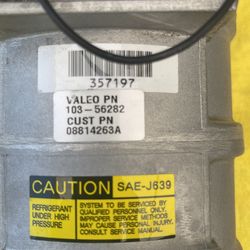 357197
VALEO PN
103-56282
CUST PN
08814263A
CAUTION SAE-J639
REFRIGERANT
UNDER HIGH
PRESSURE
SYSTEM TO BE SERVICED BY
QUALIFIED PERSONNEL ONLY.
IMPROPER SERVICE METHODS
MAY CAUSE PERSONAL INJURY.
CONSULT SERVICE MANUAL.